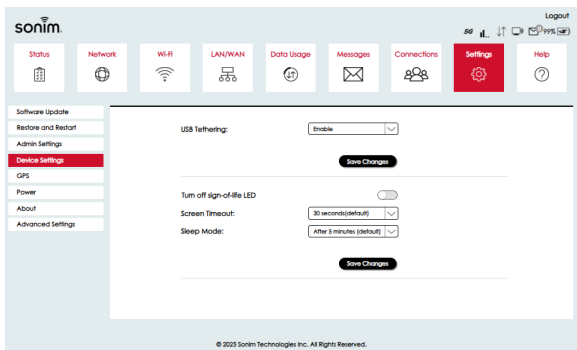 Logout
sonim
5G 99%
Status Network Wi-Fi LAN/WAN Data Usage Messages Connections Settings Help
Software Update
Restore and Restart
Admin Settings
Device Settings
GPS
Power
About
Advanced Settings
USB Tethering: Enable
Save Changes
Turn off sign-of-life LED
Screen Timeout: 30 seconds(default)
Sleep Mode: After 5 minutes (default)
Save Changes
© 2025 Sonim Technologies Inc. All Rights Reserved.